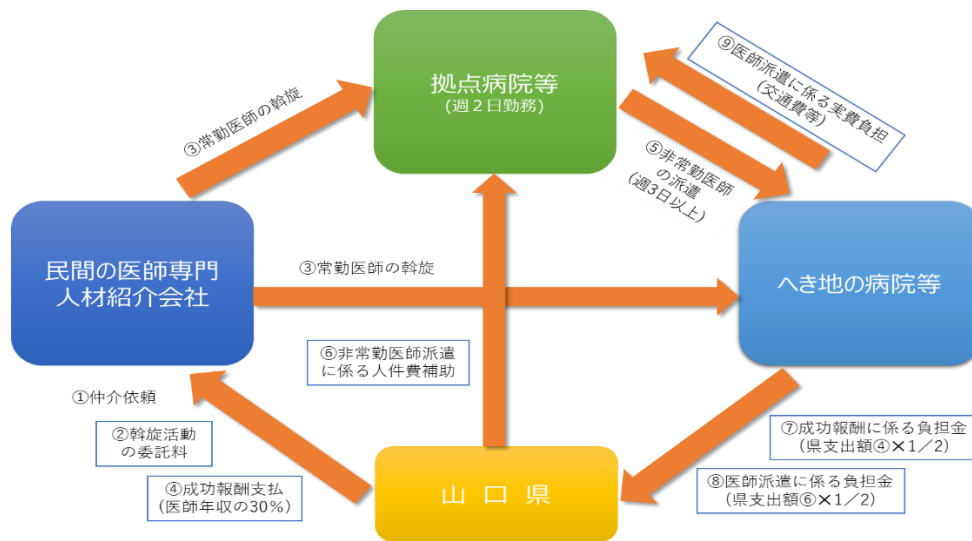 拠点病院等
(週２日勤務)
⑨医師派遣に係る実費負担
(交通費等)
③常勤医師の斡旋
⑤非常勤医師
の派遣
(週3日以上)
民間の医師専門
人材紹介会社
③常勤医師の斡旋
へき地の病院等
⑥非常勤医師派遣
に係る人件費補助
①仲介依頼
②斡旋活動
の委託料
④成功報酬支払
(医師年収の30%)
山口県
⑦成功報酬に係る負担金
(県支出額④×1／2)
⑧医師派遣に係る負担金
(県支出額⑥×1／2)